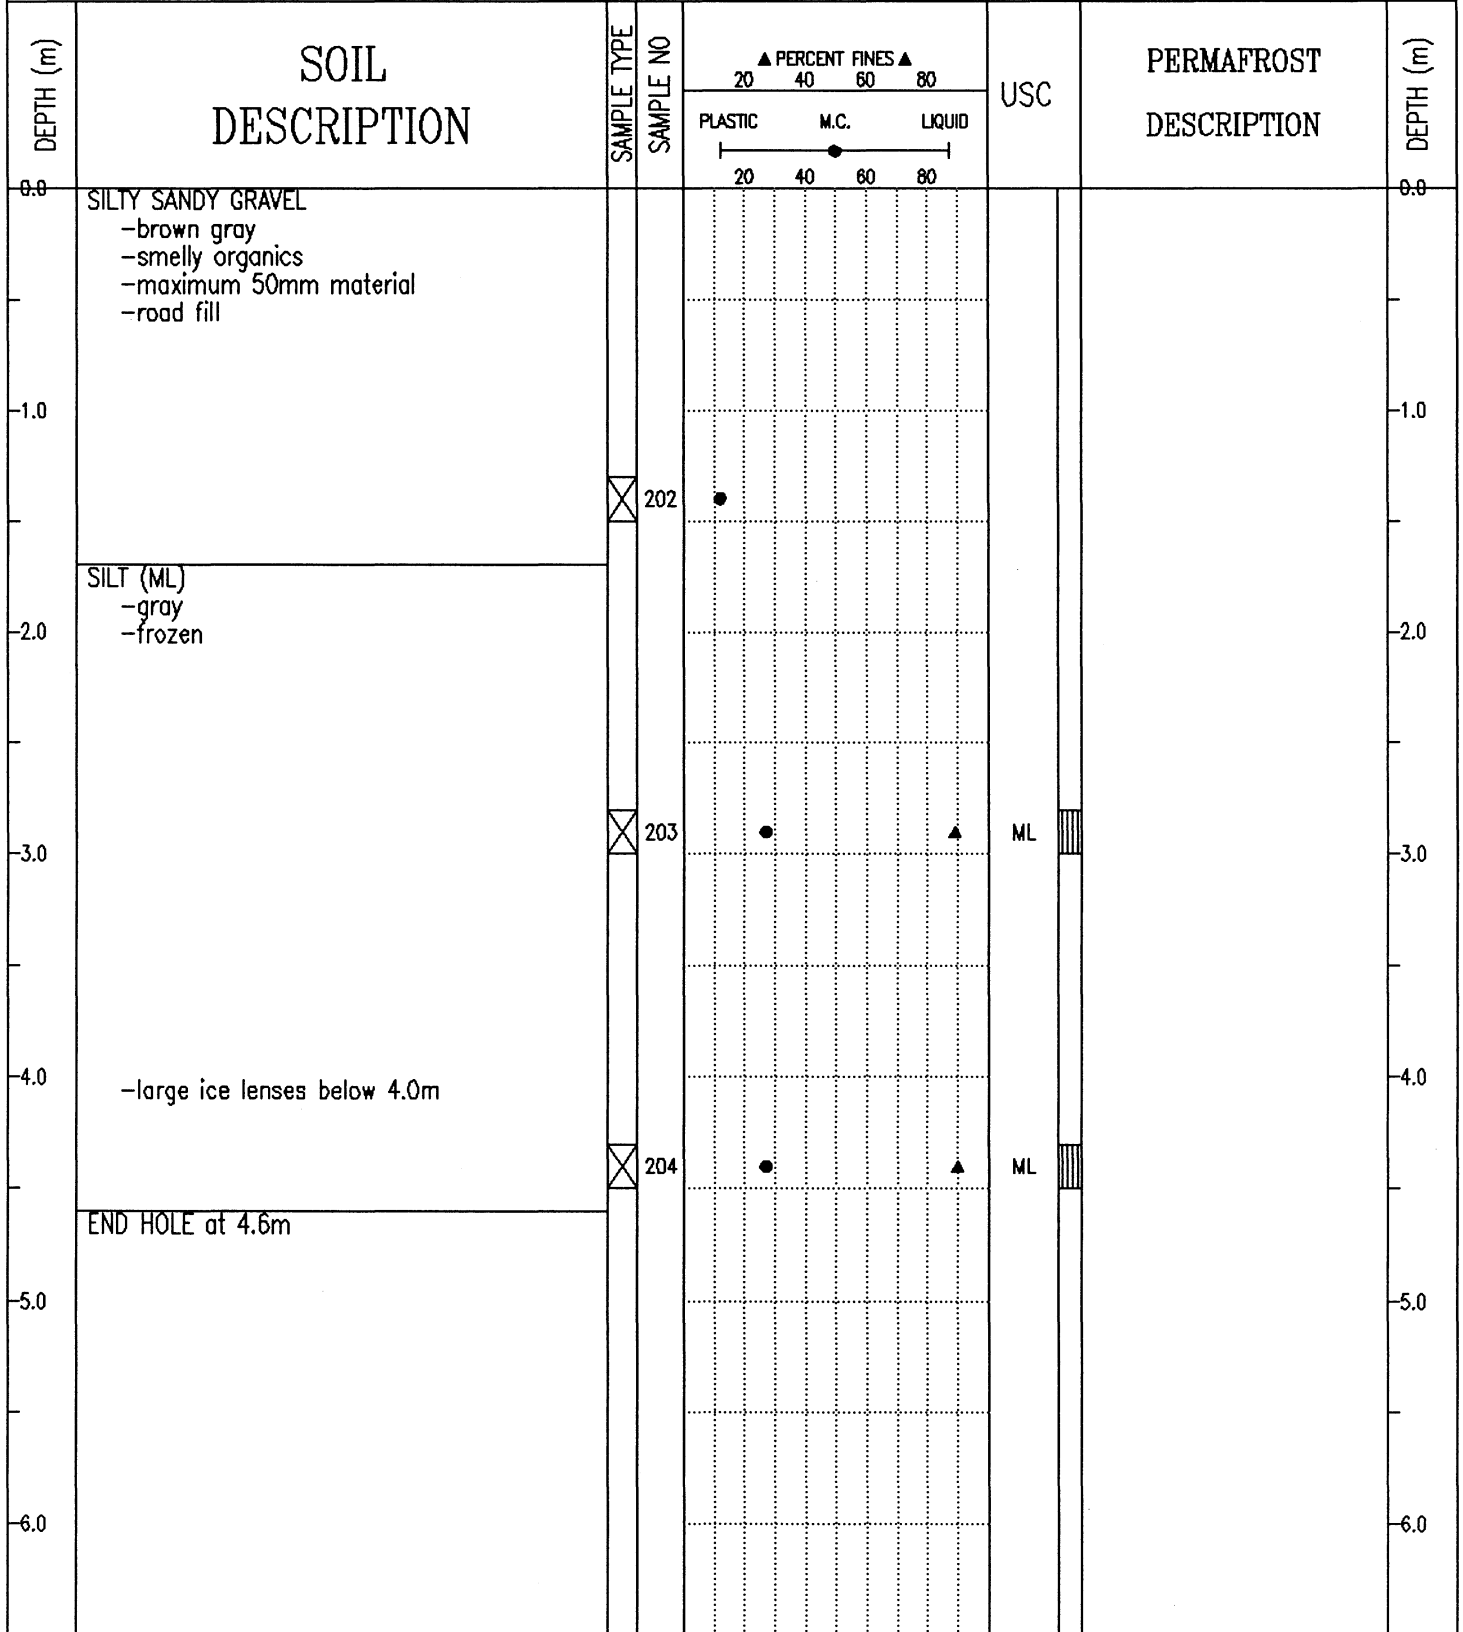 DEPTH (m)
SOIL
DESCRIPTION
SAMPLE TYPE
SAMPLE NO
▲ PERCENT FINES ▲
20 40 60 80
PLASTIC M.C. LIQUID
20 40 60 80
USC
PERMAFROST
DESCRIPTION
DEPTH (m)
0.0 0.0
SILTY SANDY GRAVEL
-brown gray
-smelly organics
-maximum 50mm material
-road fill
1.0 1.0
202
SILT (ML)
-gray
-frozen
2.0 2.0
203 ML
3.0 3.0
4.0 4.0
-large ice lenses below 4.0m
204 ML
END HOLE at 4.6m
5.0 5.0
6.0 6.0